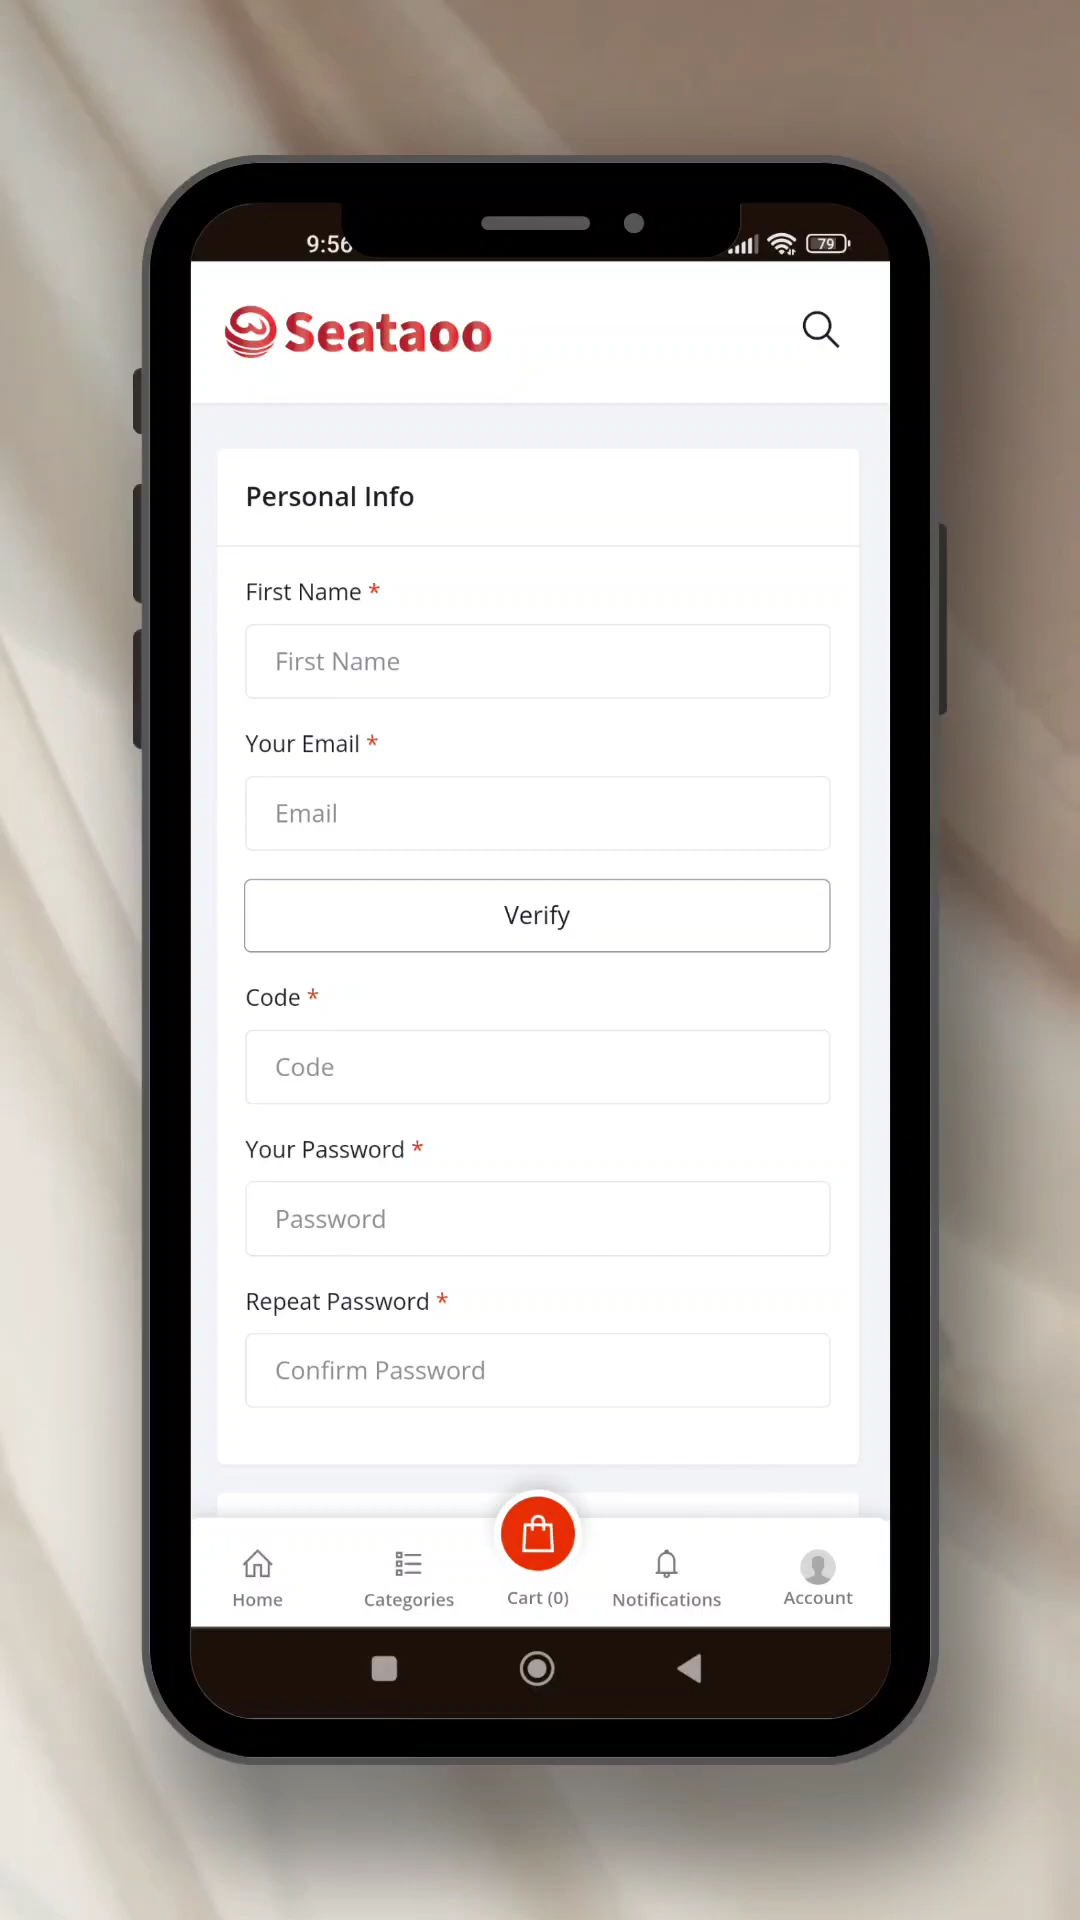 9:56
79
Seataoo
Personal Info
First Name *
First Name
Your Email *
Email
Verify
Code *
Code
Your Password *
Password
Repeat Password *
Confirm Password
Home
Categories
Cart (0)
Notifications
Account